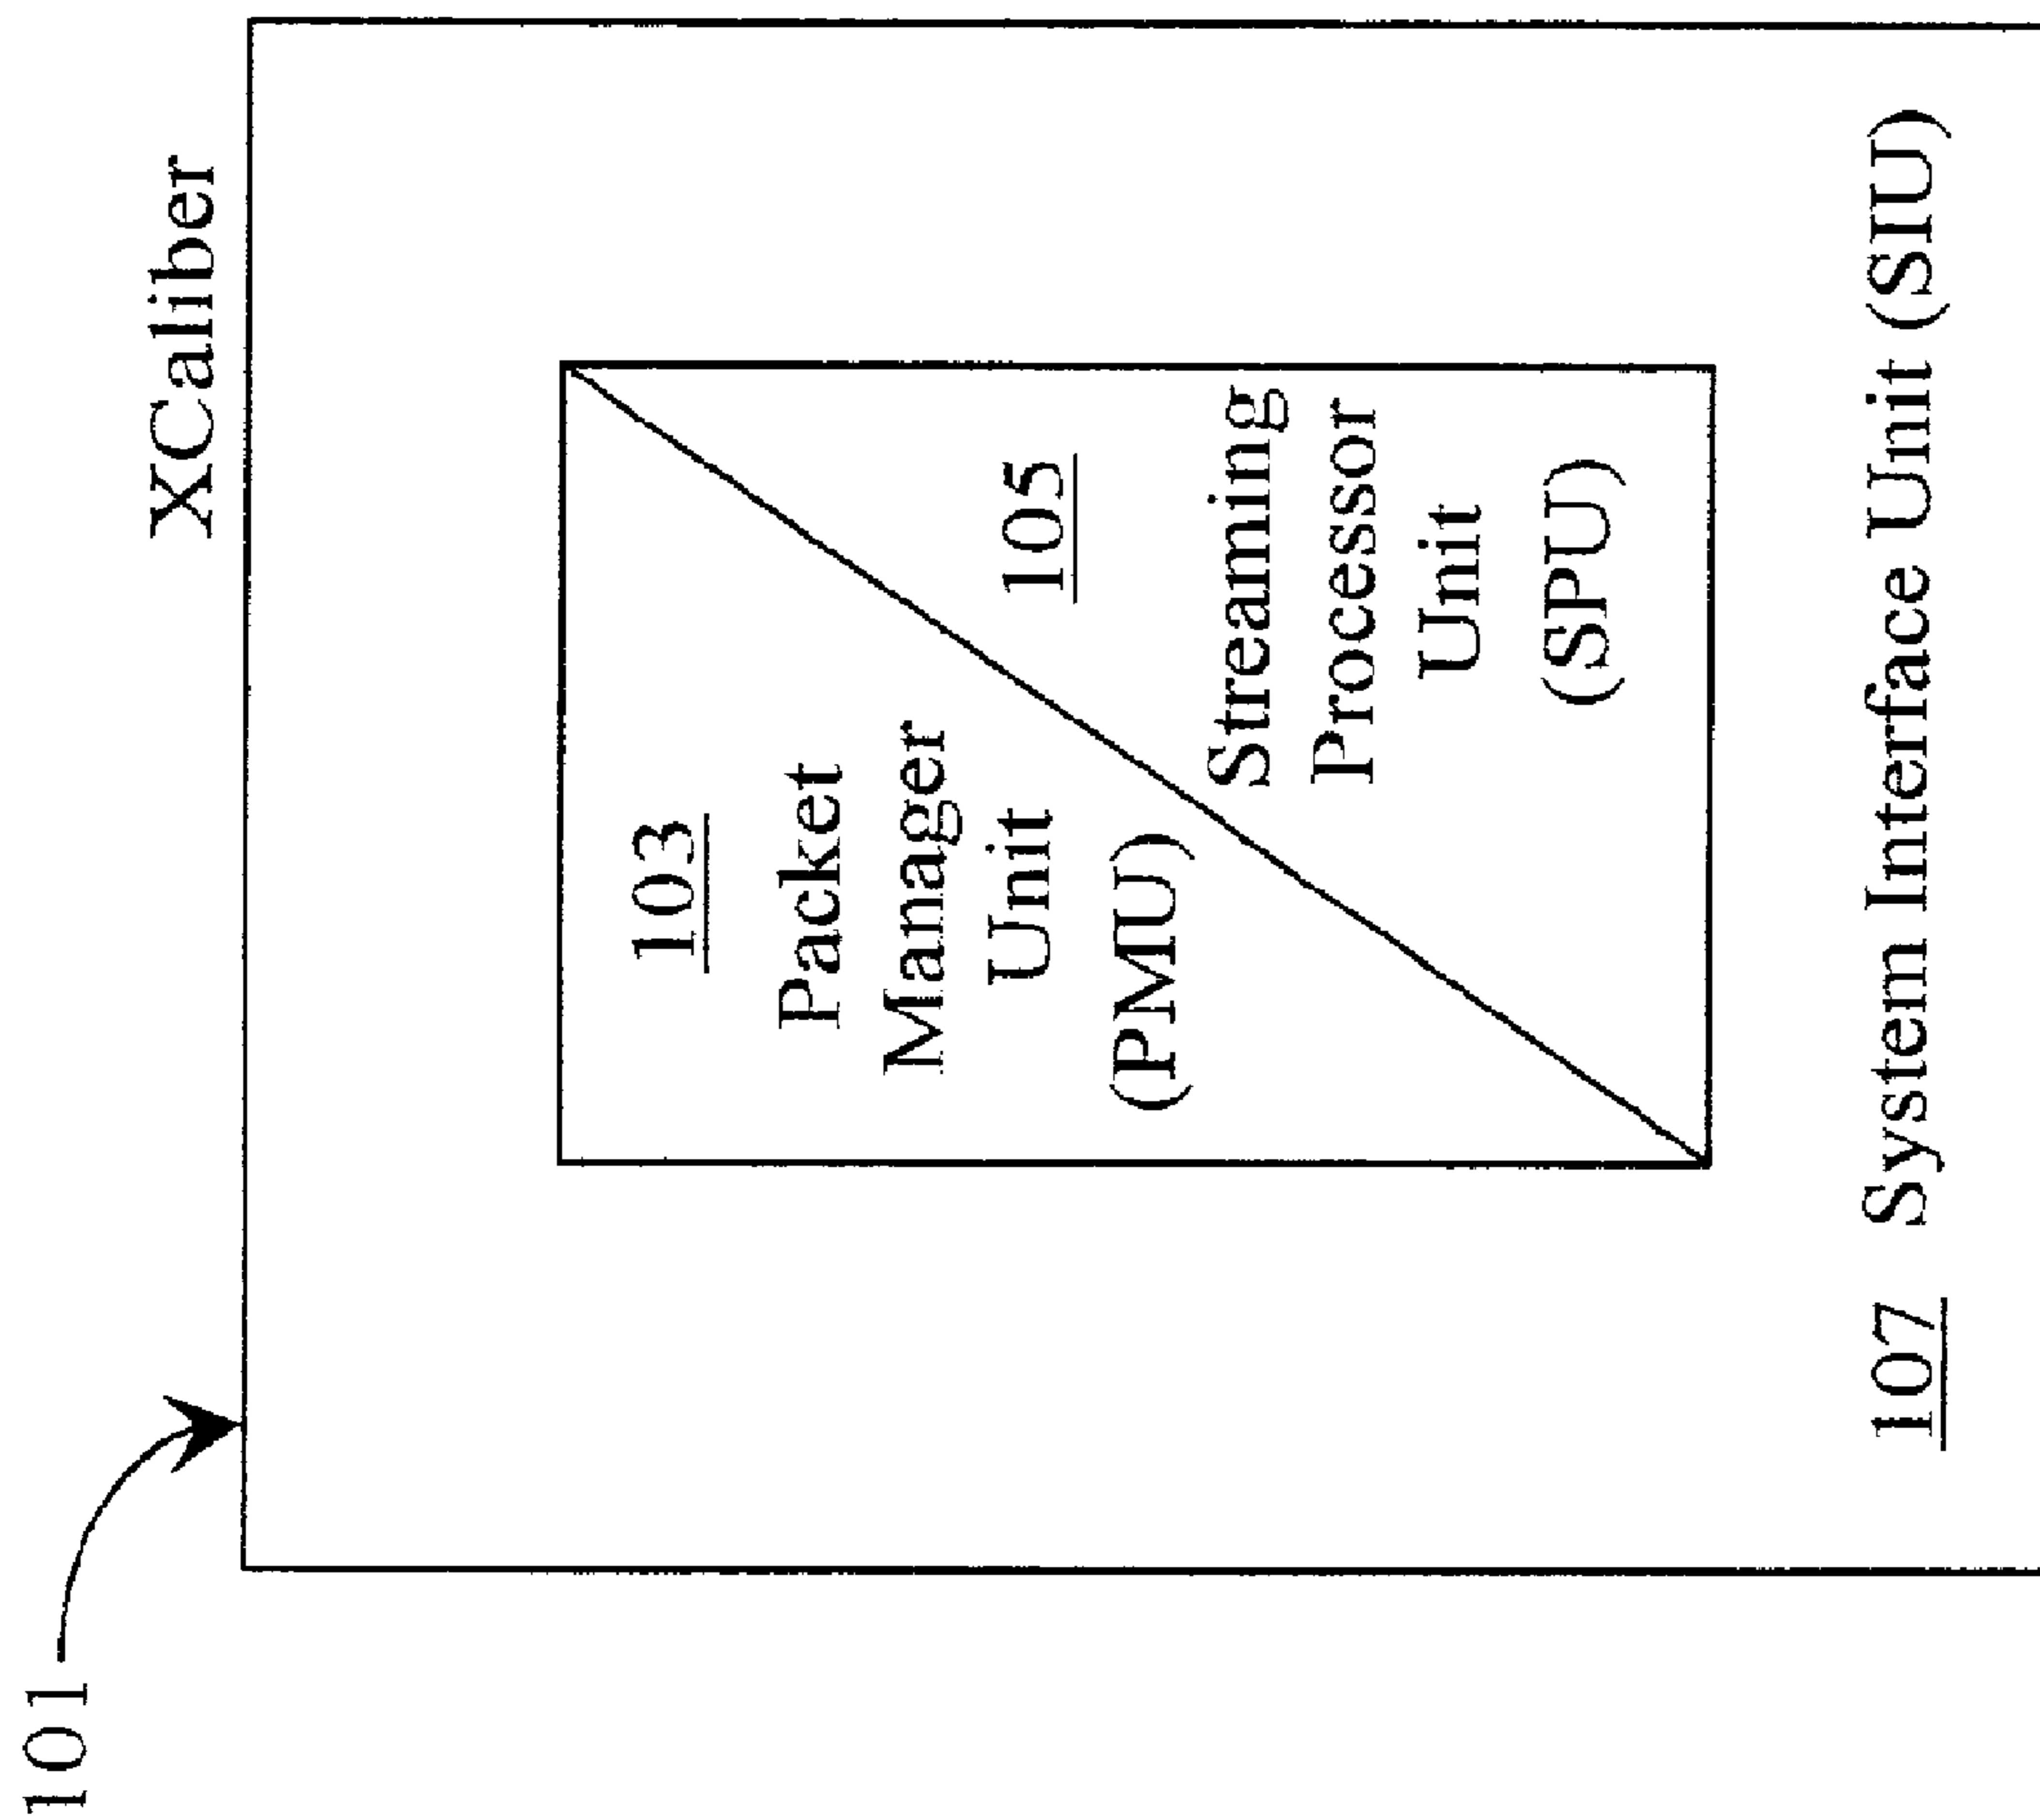 101
XCaliber
103
Packet
Manager
Unit
(PMU)
105
Streaming
Processor
Unit
(SPU)
107 System Interface Unit (SIU)